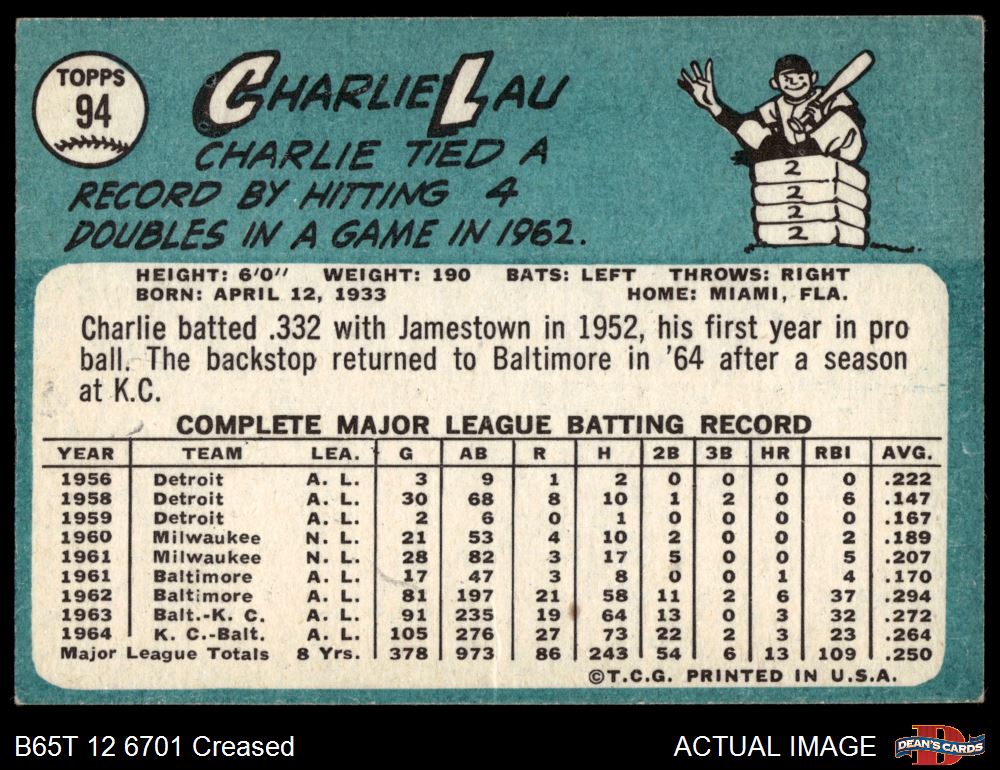 TOPPS
94
CHARLIE LAU
CHARLIE TIED A
RECORD BY HITTING 4
DOUBLES IN A GAME IN 1962.
2
2
2
2
HEIGHT: 6'0" WEIGHT: 190 BATS: LEFT THROWS: RIGHT
BORN: APRIL 12, 1933 HOME: MIAMI, FLA.
Charlie batted .332 with Jamestown in 1952, his first year in pro
ball. The backstop returned to Baltimore in '64 after a season
at K.C.
COMPLETE MAJOR LEAGUE BATTING RECORD
YEAR TEAM LEA. G AB R H 2B 3B HR RBI AVG.
1956 Detroit A. L. 3 9 1 2 0 0 0 0 .222
1958 Detroit A. L. 30 68 8 10 1 2 0 6 .147
1959 Detroit A. L. 2 6 0 1 0 0 0 0 .167
1960 Milwaukee N. L. 21 53 4 10 2 0 0 2 .189
1961 Milwaukee N. L. 28 82 3 17 5 0 0 5 .207
1961 Baltimore A. L. 17 47 3 8 0 0 1 4 .170
1962 Baltimore A. L. 81 197 21 58 11 2 6 37 .294
1963 Balt.-K. C. A. L. 91 235 19 64 13 0 3 32 .272
1964 K. C.-Balt. A. L. 105 276 27 73 22 2 3 23 .264
Major League Totals 8 Yrs. 378 973 86 243 54 6 13 109 .250
©T.C.G. PRINTED IN U.S.A.
B65T 12 6701 Creased
ACTUAL IMAGE
DEAN'S CARDS